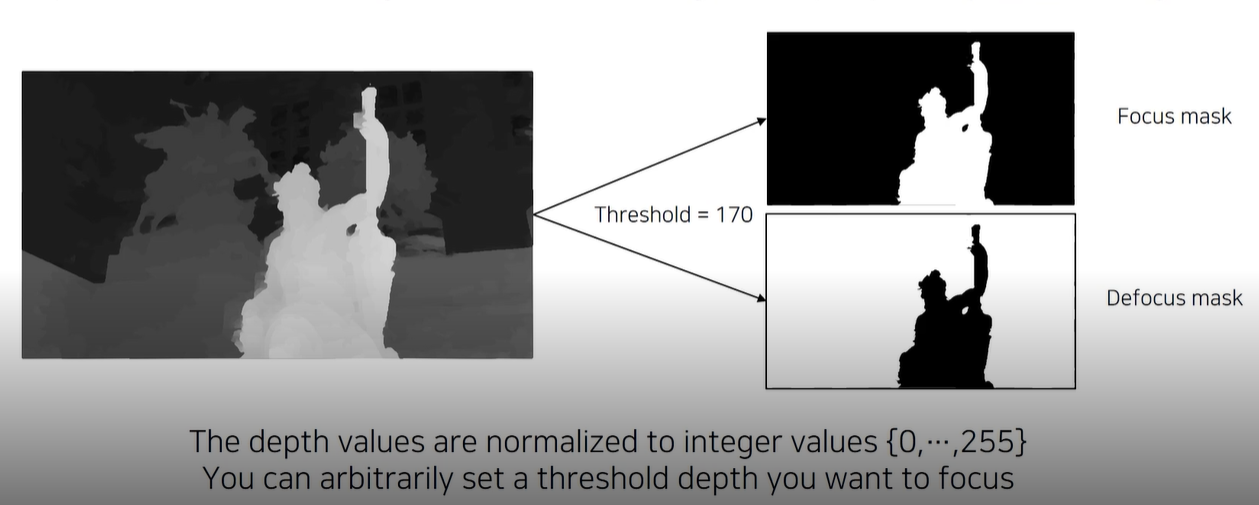 Focus mask
Threshold = 170
Defocus mask
The depth values are normalized to integer values {0,⋯,255}
You can arbitrarily set a threshold depth you want to focus